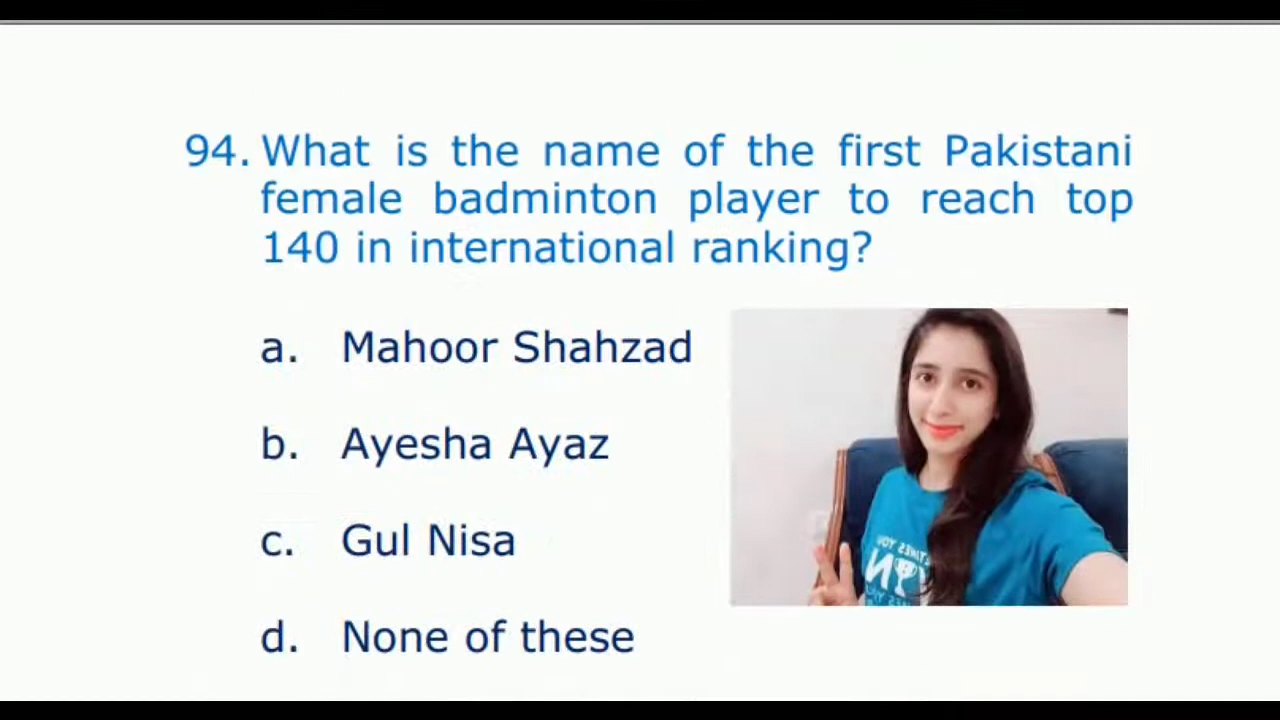 94. What is the name of the first Pakistani
female badminton player to reach top
140 in international ranking?
a. Mahoor Shahzad
b. Ayesha Ayaz
c. Gul Nisa
d. None of these